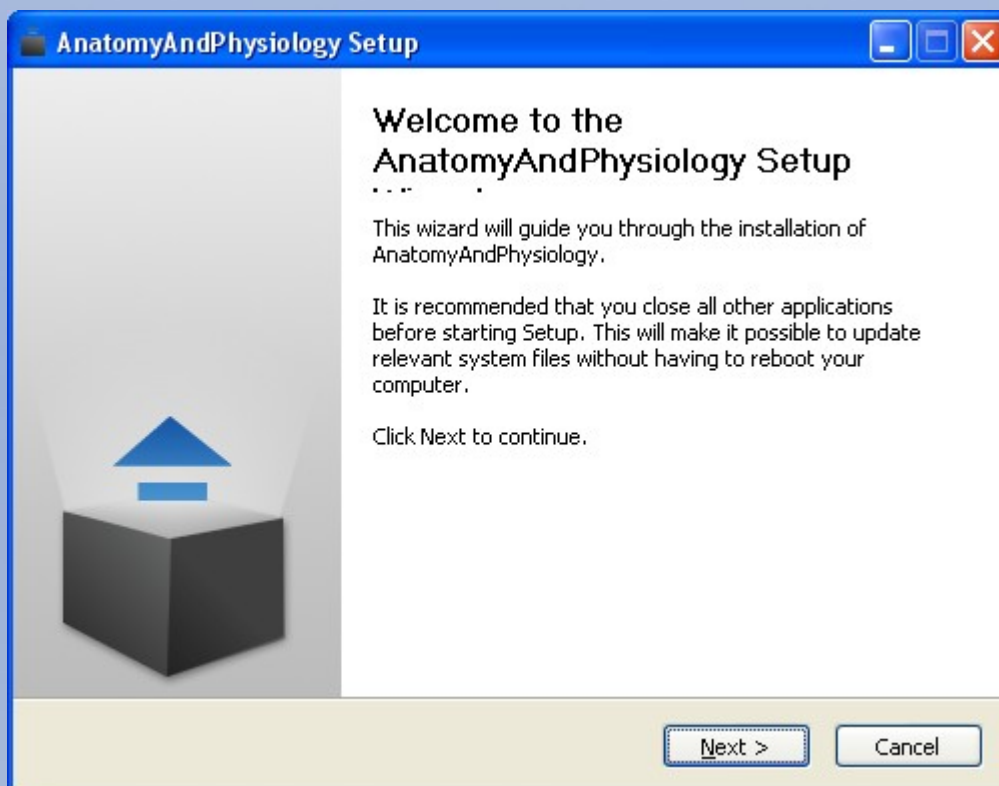 AnatomyAndPhysiology Setup
Welcome to the
AnatomyAndPhysiology Setup
This wizard will guide you through the installation of
AnatomyAndPhysiology.
It is recommended that you close all other applications
before starting Setup. This will make it possible to update
relevant system files without having to reboot your
computer.
Click Next to continue.
Next >
Cancel